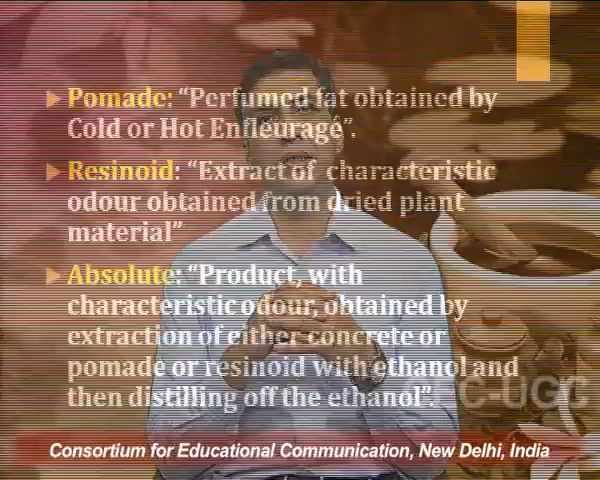 Pomade: “Perfumed fat obtained by
Cold or Hot Enfleurage”.
Resinoid: “Extract of characteristic
odour obtained from dried plant
material”
Absolute: “Product, with
characteristic odour, obtained by
extraction of either concrete or
pomade or resinoid with ethanol and
then distilling off the ethanol”.
CEC-UGC
Consortium for Educational Communication, New Delhi, India